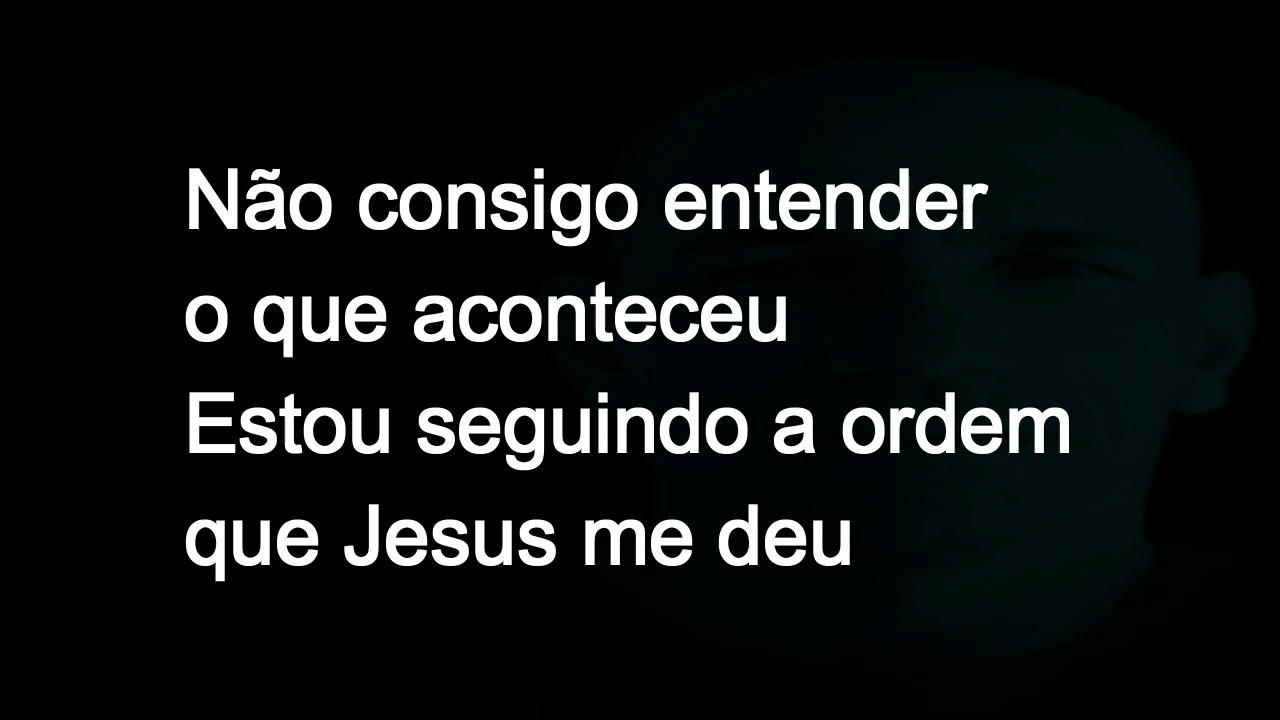 Não consigo entender
o que aconteceu
Estou seguindo a ordem
que Jesus me deu